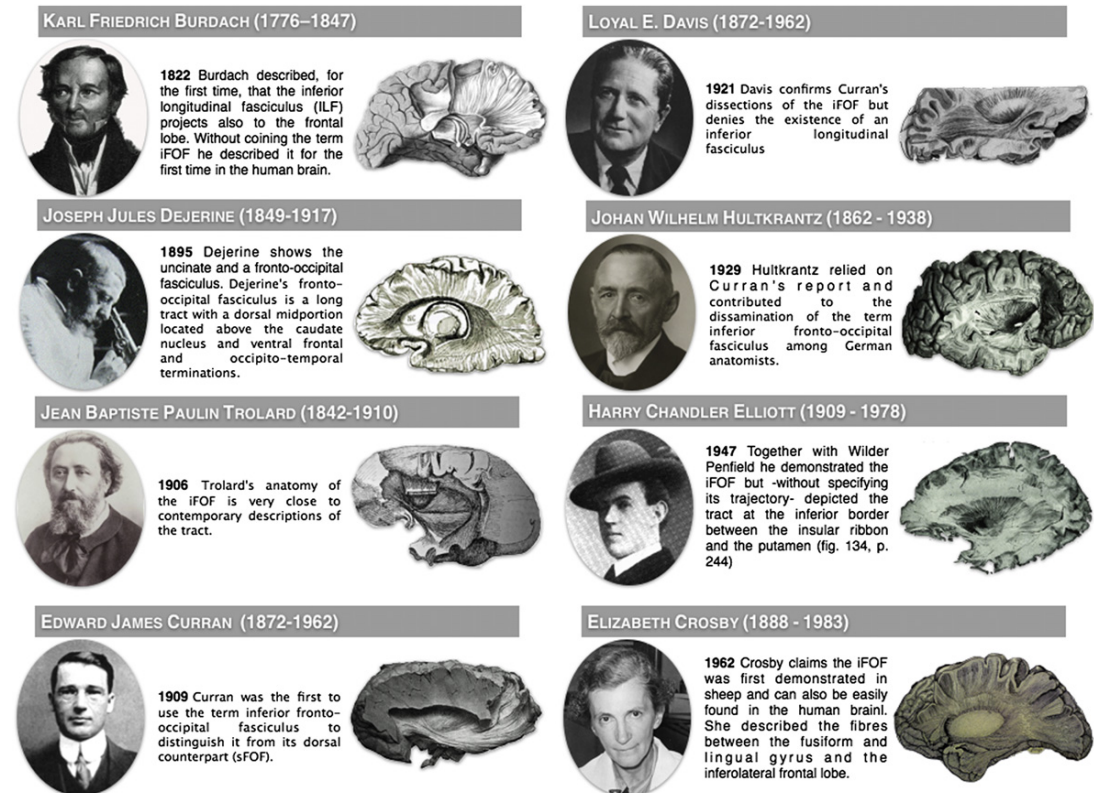 KARL FRIEDRICH BURDACH (1776–1847)
1822 Burdach described, for
the first time, that the inferior
longitudinal fasciculus (ILF)
projects also to the frontal
lobe. Without coining the term
iFOF he described it for the
first time in the human brain.
JOSEPH JULES DEJERINE (1849-1917)
1895 Dejerine shows the
uncinate and a fronto-occipital
fasciculus. Dejerine's fronto-
occipital fasciculus is a long
tract with a dorsal midportion
located above the caudate
nucleus and ventral frontal
and occipito-temporal
terminations.
JEAN BAPTISTE PAULIN TROLARD (1842-1910)
1906 Trolard's anatomy of
the iFOF is very close to
contemporary descriptions of
the tract.
EDWARD JAMES CURRAN (1872-1962)
1909 Curran was the first to
use the term inferior fronto-
occipital fasciculus to
distinguish it from its dorsal
counterpart (sFOF).
LOYAL E. DAVIS (1872-1962)
1921 Davis confirms Curran's
dissections of the iFOF but
denies the existence of an
inferior longitudinal
fasciculus
JOHAN WILHELM HULTKRANTZ (1862 - 1938)
1929 Hultkrantz relied on
Curran's report and
contributed to the
dissamination of the term
inferior fronto-occipital
fasciculus among German
anatomists.
HARRY CHANDLER ELLIOTT (1909 - 1978)
1947 Together with Wilder
Penfield he demonstrated the
iFOF but -without specifying
its trajectory- depicted the
tract at the inferior border
between the insular ribbon
and the putamen (fig. 134, p.
244)
ELIZABETH CROSBY (1888 - 1983)
1962 Crosby claims the iFOF
was first demonstrated in
sheep and can also be easily
found in the human brainl.
She described the fibres
between the fusiform and
lingual gyrus and the
inferolateral frontal lobe.